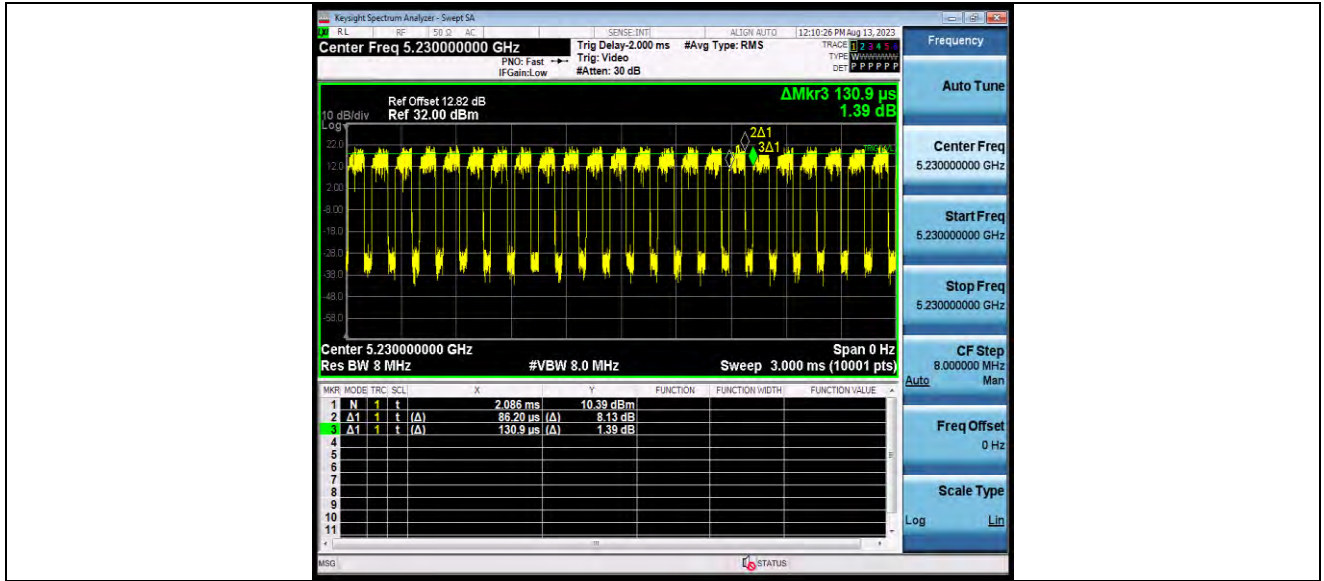 Keysight Spectrum Analyzer - Swept SA
RL RF 50 Ω AC SENSE:INT ALIGN AUTO 12:10:26 PM Aug 13, 2023
Center Freq 5.230000000 GHz
Trig Delay-2.000 ms #Avg Type: RMS
TRACE 1 2 3 4 5 6
PNO: Fast Trig: Video
TYPE WWWWWW
IFGain:Low #Atten: 30 dB
DET P P P P P P
ΔMkr3 130.9 µs
1.39 dB
Ref Offset 12.82 dB
10 dB/div Ref 32.00 dBm
Log
22.0
12.0
2.00
-8.00
-18.0
-28.0
-38.0
-48.0
-58.0
2Δ1
3Δ1
Center 5.230000000 GHz Span 0 Hz
Res BW 8 MHz #VBW 8.0 MHz Sweep 3.000 ms (10001 pts)
MKR MODE TRC SCL X Y FUNCTION FUNCTION WIDTH FUNCTION VALUE
1 N 1 t 2.086 ms 10.39 dBm
2 Δ1 1 t (Δ) 86.20 µs (Δ) 8.13 dB
3 Δ1 1 t (Δ) 130.9 µs (Δ) 1.39 dB
4
5
6
7
8
9
10
11
MSG STATUS
Frequency
Auto Tune
Center Freq
5.230000000 GHz
Start Freq
5.230000000 GHz
Stop Freq
5.230000000 GHz
CF Step
8.000000 MHz
Auto Man
Freq Offset
0 Hz
Scale Type
Log Lin